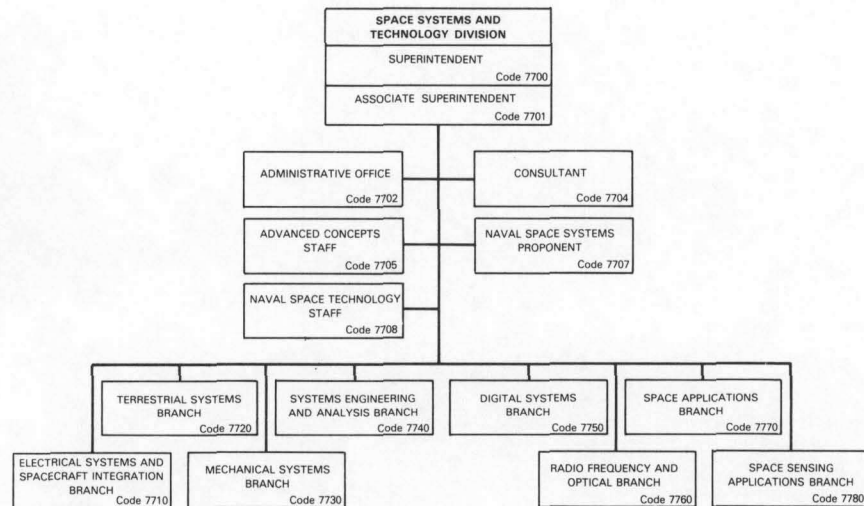 SPACE SYSTEMS AND
TECHNOLOGY DIVISION
SUPERINTENDENT
Code 7700
ASSOCIATE SUPERINTENDENT
Code 7701
ADMINISTRATIVE OFFICE
Code 7702
CONSULTANT
Code 7704
ADVANCED CONCEPTS
STAFF
Code 7705
NAVAL SPACE SYSTEMS
PROPONENT
Code 7707
NAVAL SPACE TECHNOLOGY
STAFF
Code 7708
TERRESTRIAL SYSTEMS
BRANCH
Code 7720
SYSTEMS ENGINEERING
AND ANALYSIS BRANCH
Code 7740
DIGITAL SYSTEMS
BRANCH
Code 7750
SPACE APPLICATIONS
BRANCH
Code 7770
ELECTRICAL SYSTEMS AND
SPACECRAFT INTEGRATION
BRANCH
Code 7710
MECHANICAL SYSTEMS
BRANCH
Code 7730
RADIO FREQUENCY AND
OPTICAL BRANCH
Code 7760
SPACE SENSING
APPLICATIONS BRANCH
Code 7780